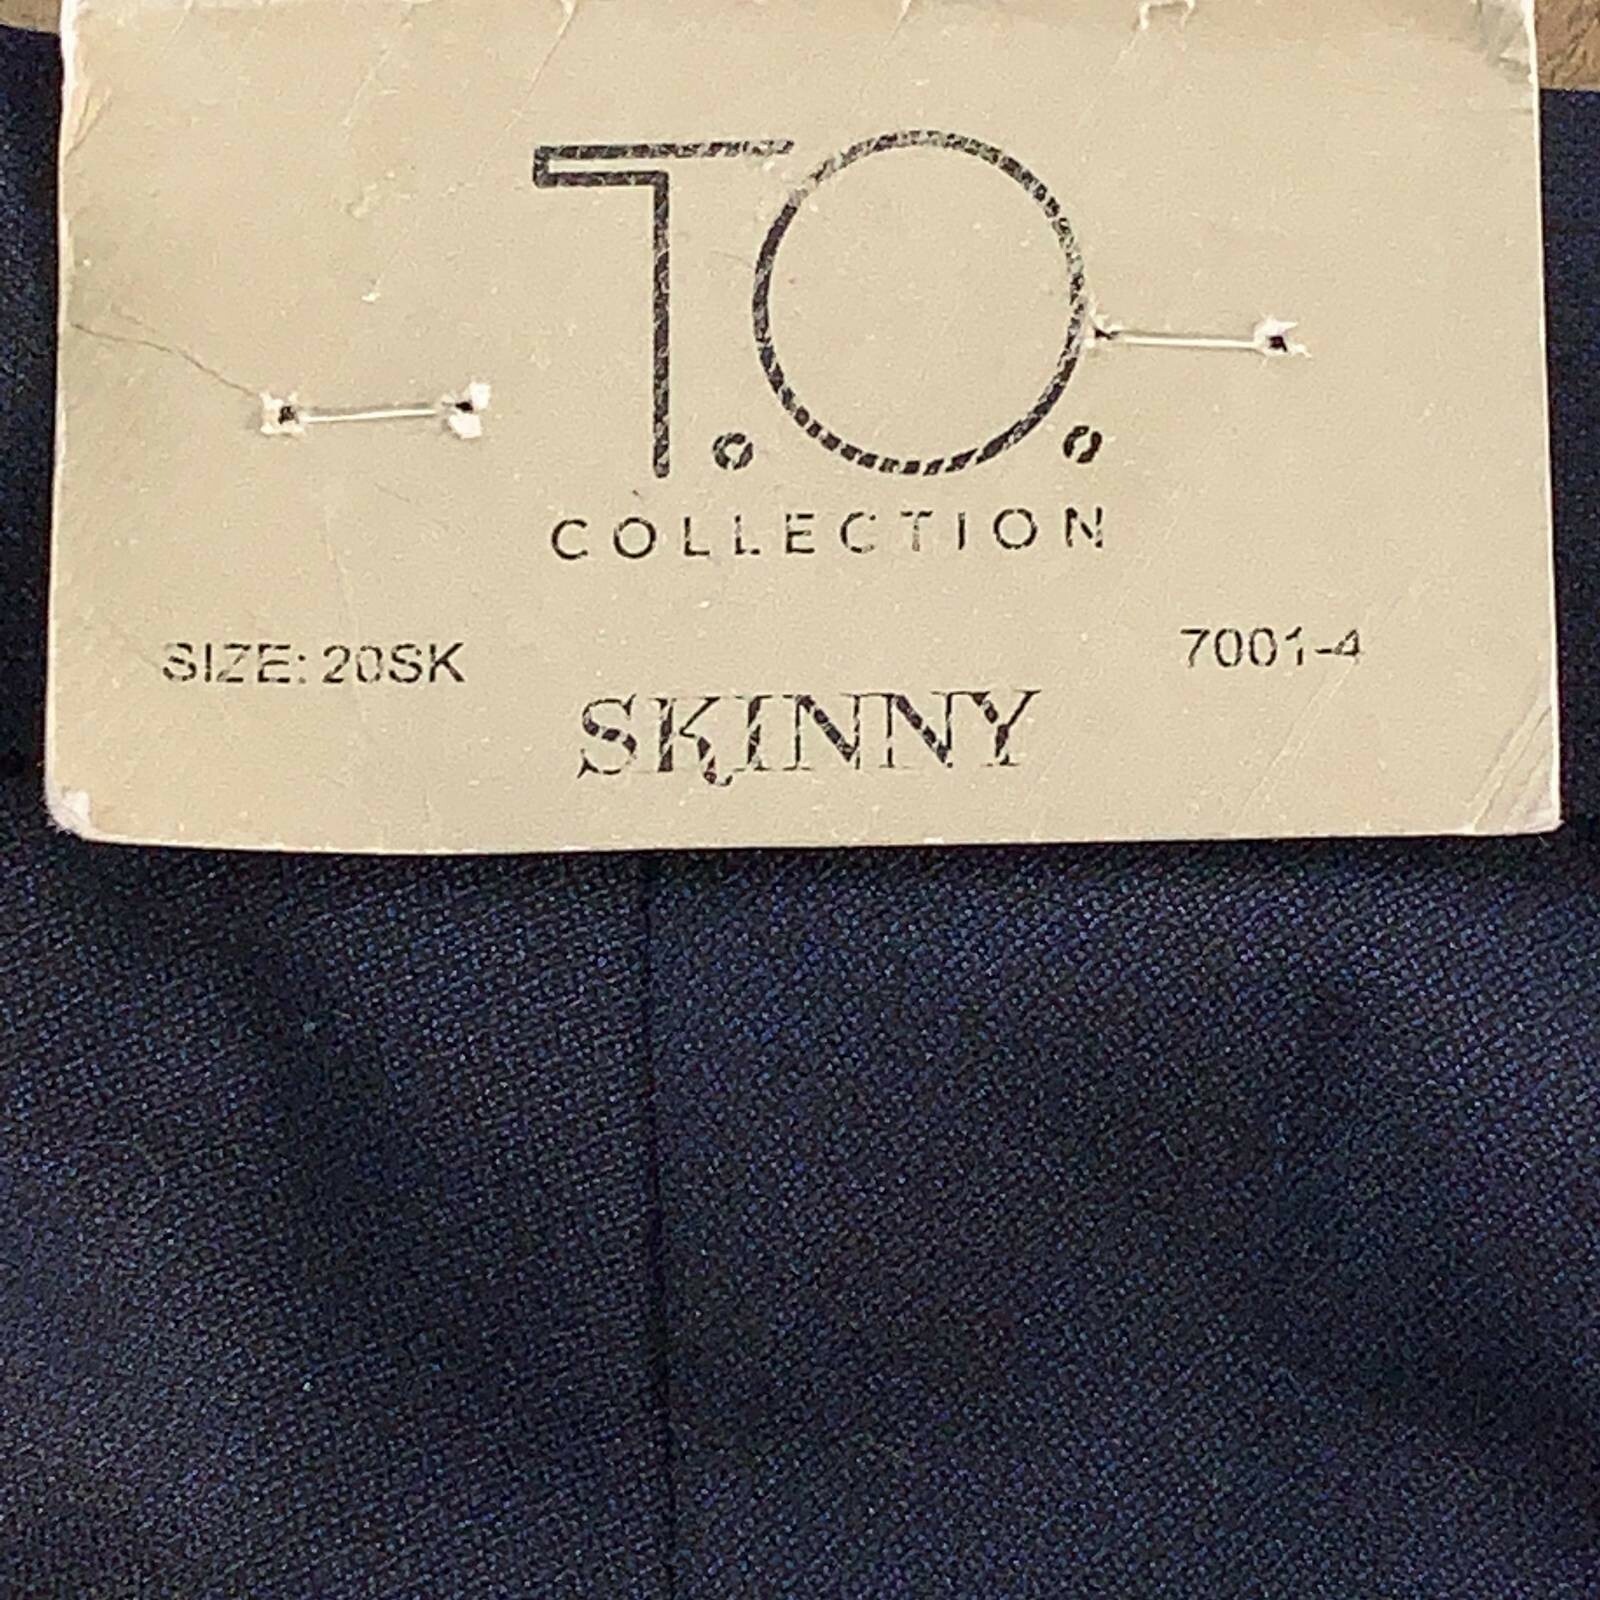 T.O.
COLLECTION
SIZE: 20SK
7001-4
SKINNY